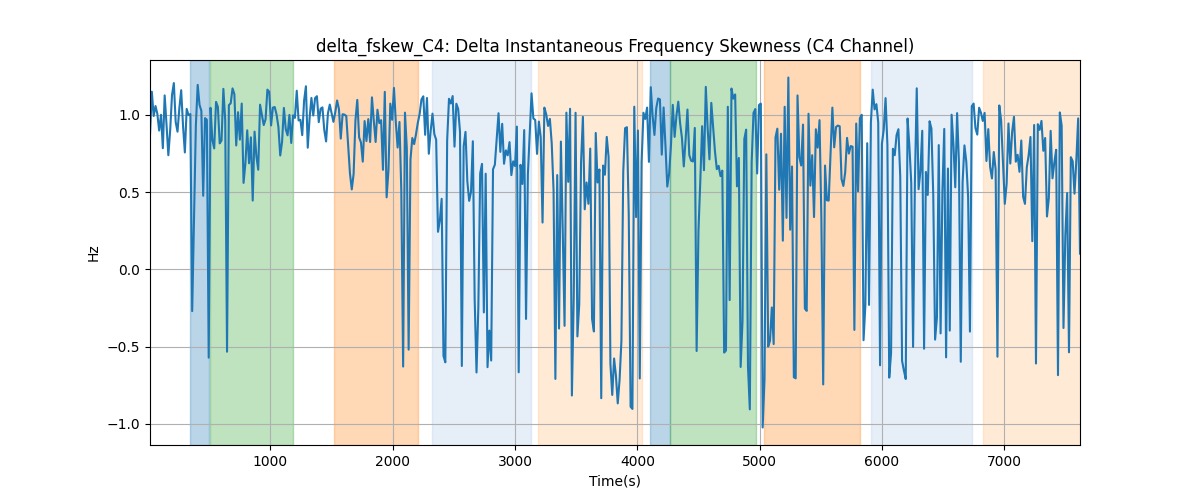 delta_fskew_C4: Delta Instantaneous Frequency Skewness (C4 Channel)
1.0
0.5
0.0
−0.5
−1.0
Hz
1000 2000 3000 4000 5000 6000 7000
Time(s)